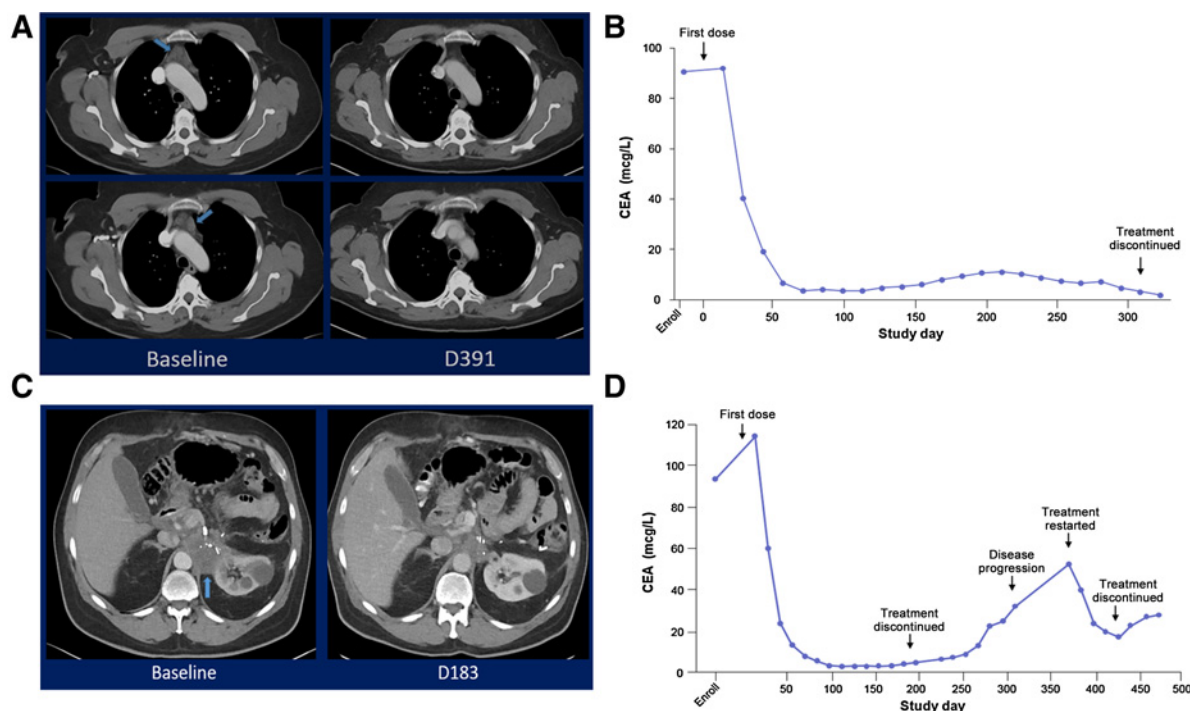 A
Baseline
D391
B
First dose
Treatment
discontinued
CEA (mcg/L)
100
80
60
40
20
0
Enroll
0
50
100
150
200
250
300
Study day
C
Baseline
D183
D
First dose
Treatment
discontinued
Disease
progression
Treatment
restarted
Treatment
discontinued
CEA (mcg/L)
120
100
80
60
40
20
0
Enroll
50
100
150
200
250
300
350
400
450
500
Study day